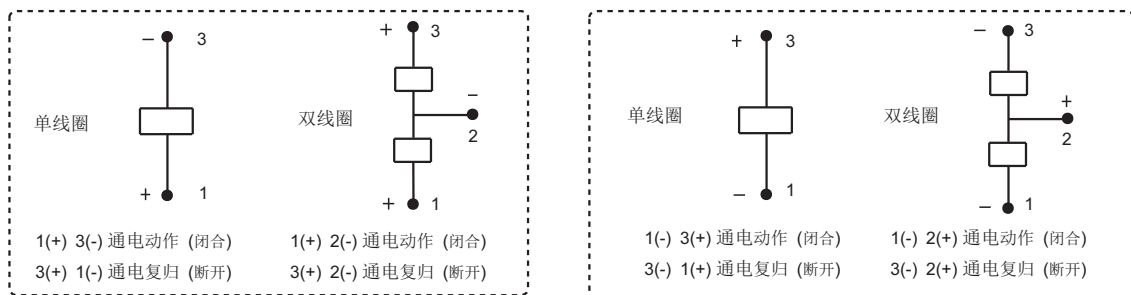 − 3
单线圈
+ 1
1(+) 3(-) 通电动作 (闭合)
3(+) 1(-) 通电复归 (断开)
+ 3
双线圈
−
2
+ 1
1(+) 2(-) 通电动作 (闭合)
3(+) 2(-) 通电复归 (断开)
+ 3
单线圈
− 1
1(-) 3(+) 通电动作 (闭合)
3(-) 1(+) 通电复归 (断开)
− 3
双线圈
+
2
− 1
1(-) 2(+) 通电动作 (闭合)
3(-) 2(+) 通电复归 (断开)